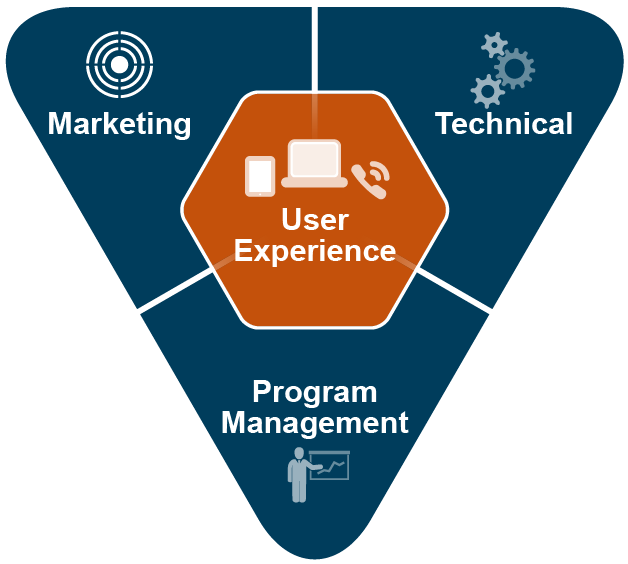 Marketing
Technical
User
Experience
Program
Management